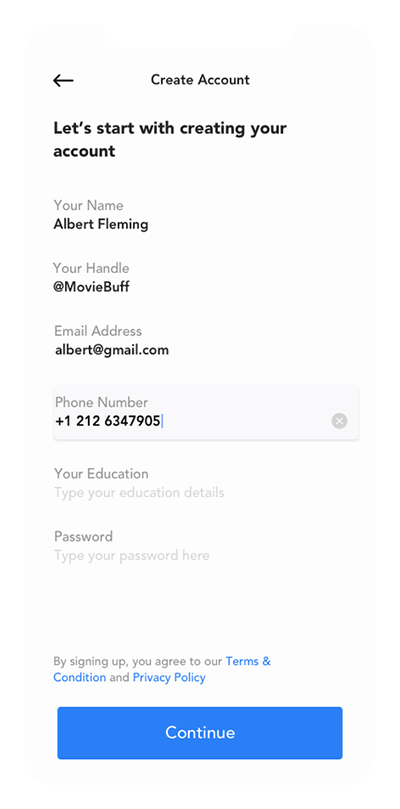 Create Account
Let’s start with creating your
account
Your Name
Albert Fleming
Your Handle
@MovieBuff
Email Address
albert@gmail.com
Phone Number
+1 212 6347905
Your Education
Type your education details
Password
Type your password here
By signing up, you agree to our Terms &
Condition and Privacy Policy
Continue